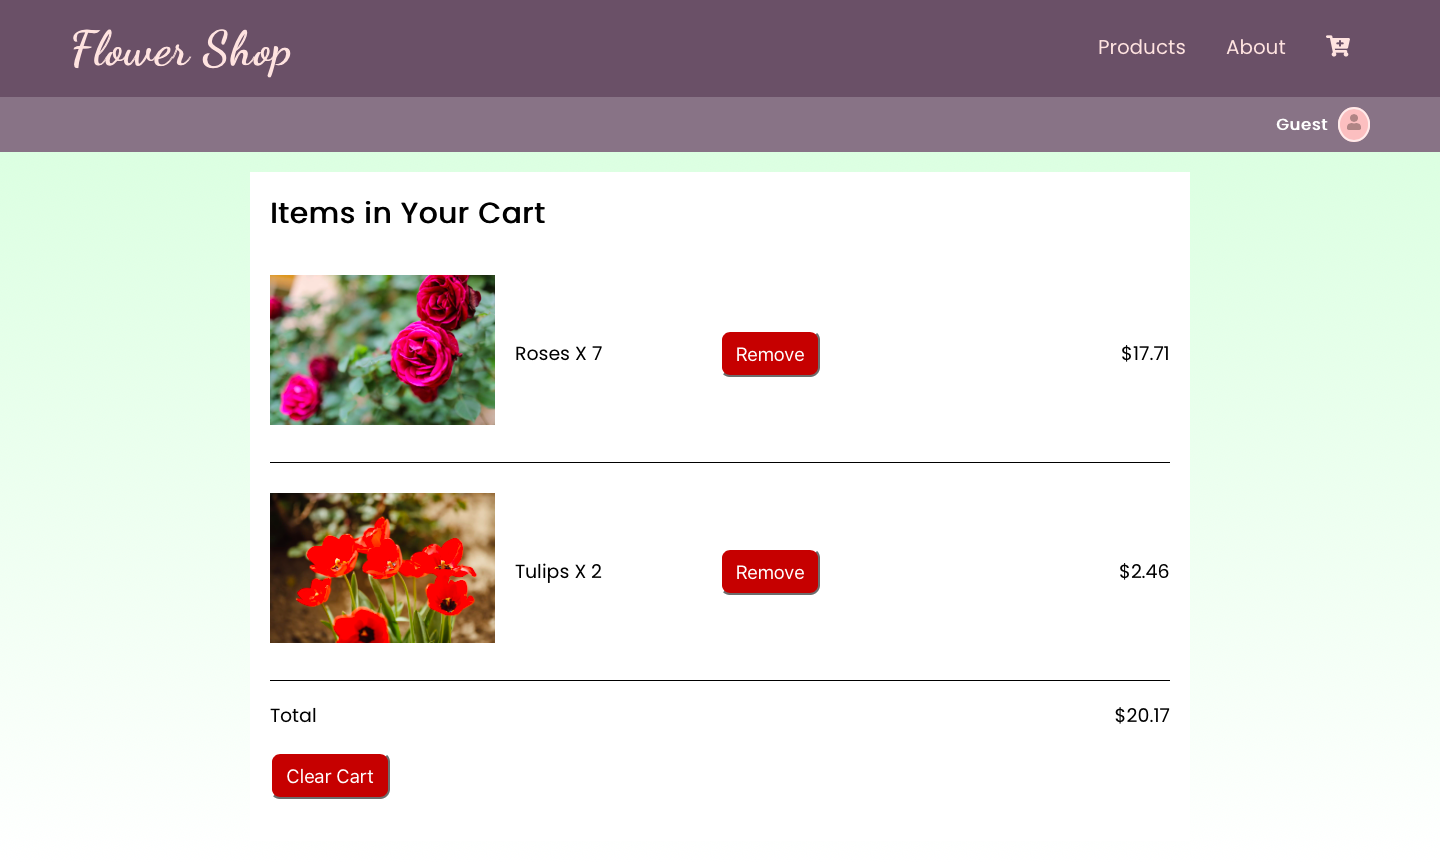 Flower Shop
Products About
Guest
Items in Your Cart
Roses X 7 Remove $17.71
Tulips X 2 Remove $2.46
Total $20.17
Clear Cart